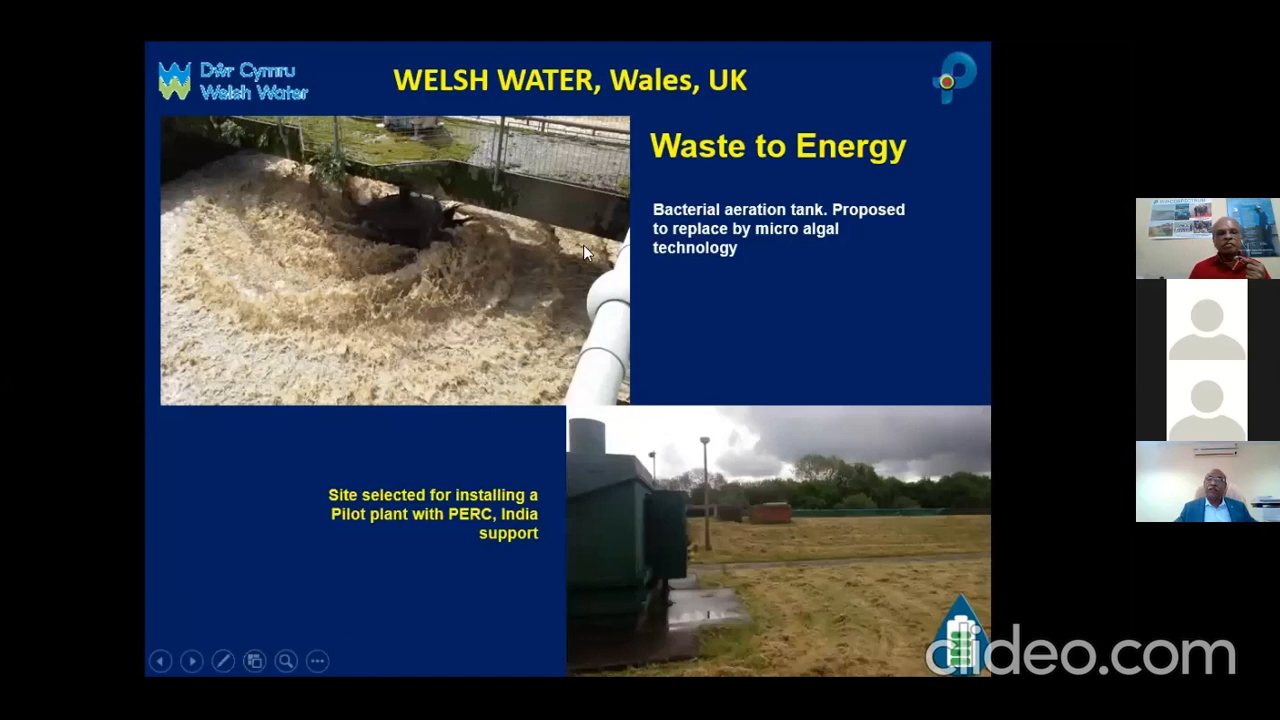 Dŵr Cymru
Welsh Water
WELSH WATER, Wales, UK
Waste to Energy
Bacterial aeration tank. Proposed
to replace by micro algal
technology
Site selected for installing a
Pilot plant with PERC, India
support
clideo.com